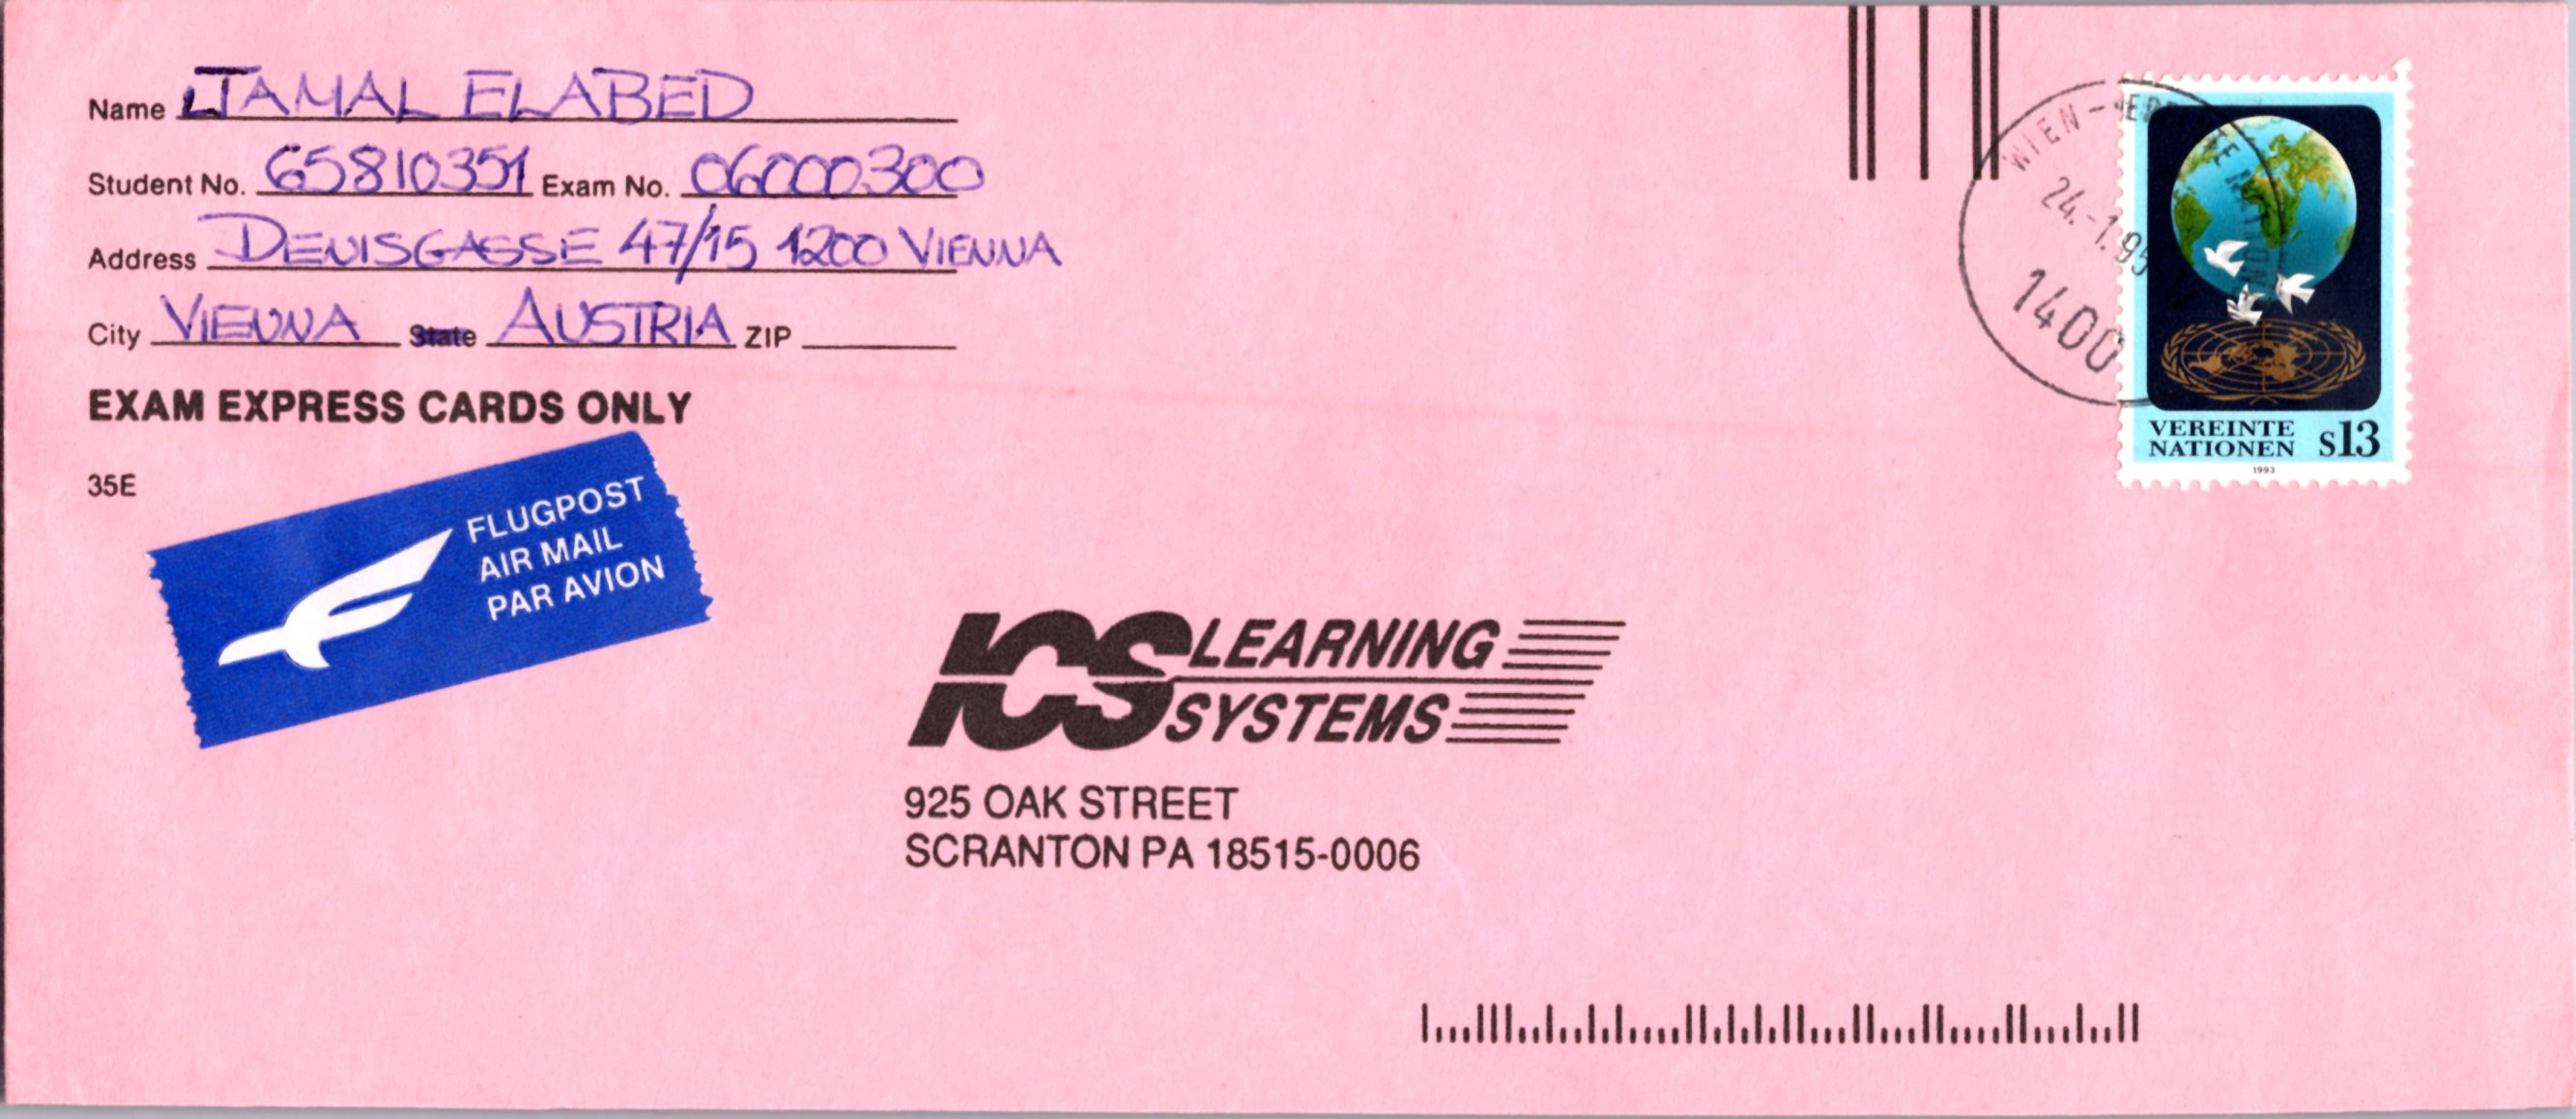 Name JAMAL ELABED
Student No. 65810351 Exam No. 06000300
Address DENISGASSE 47/15 1200 VIENNA
City VIENNA State AUSTRIA ZIP
EXAM EXPRESS CARDS ONLY
35E
FLUGPOST
AIR MAIL
PAR AVION
WIEN-
24.-1.95
1400
VEREINTE
NATIONEN s13
1993
ICS LEARNING
SYSTEMS
925 OAK STREET
SCRANTON PA 18515-0006